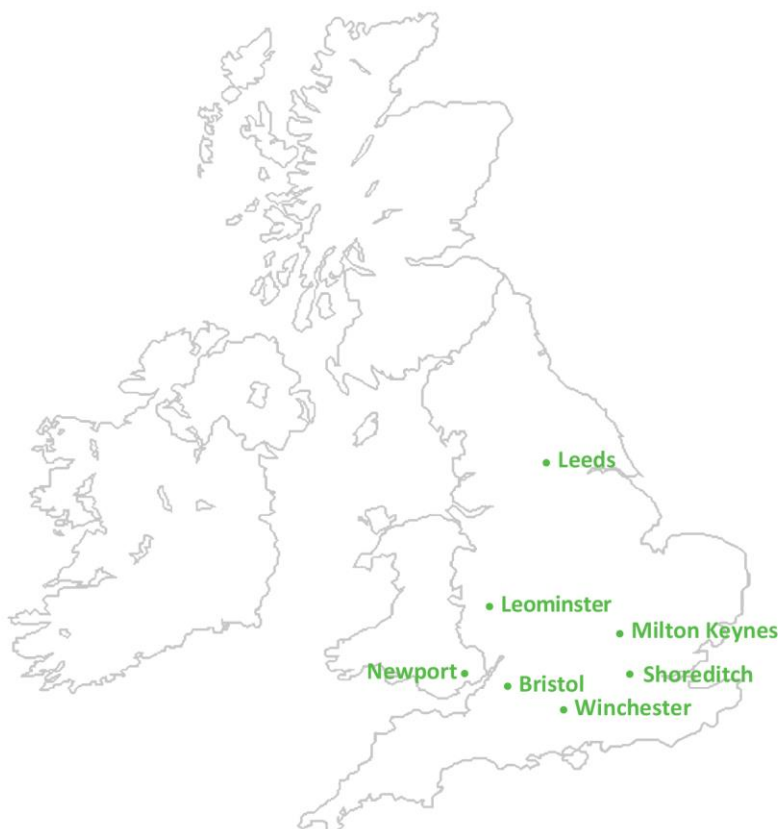 Leeds
Leominster
Milton Keynes
Newport
Shoreditch
Bristol
Winchester